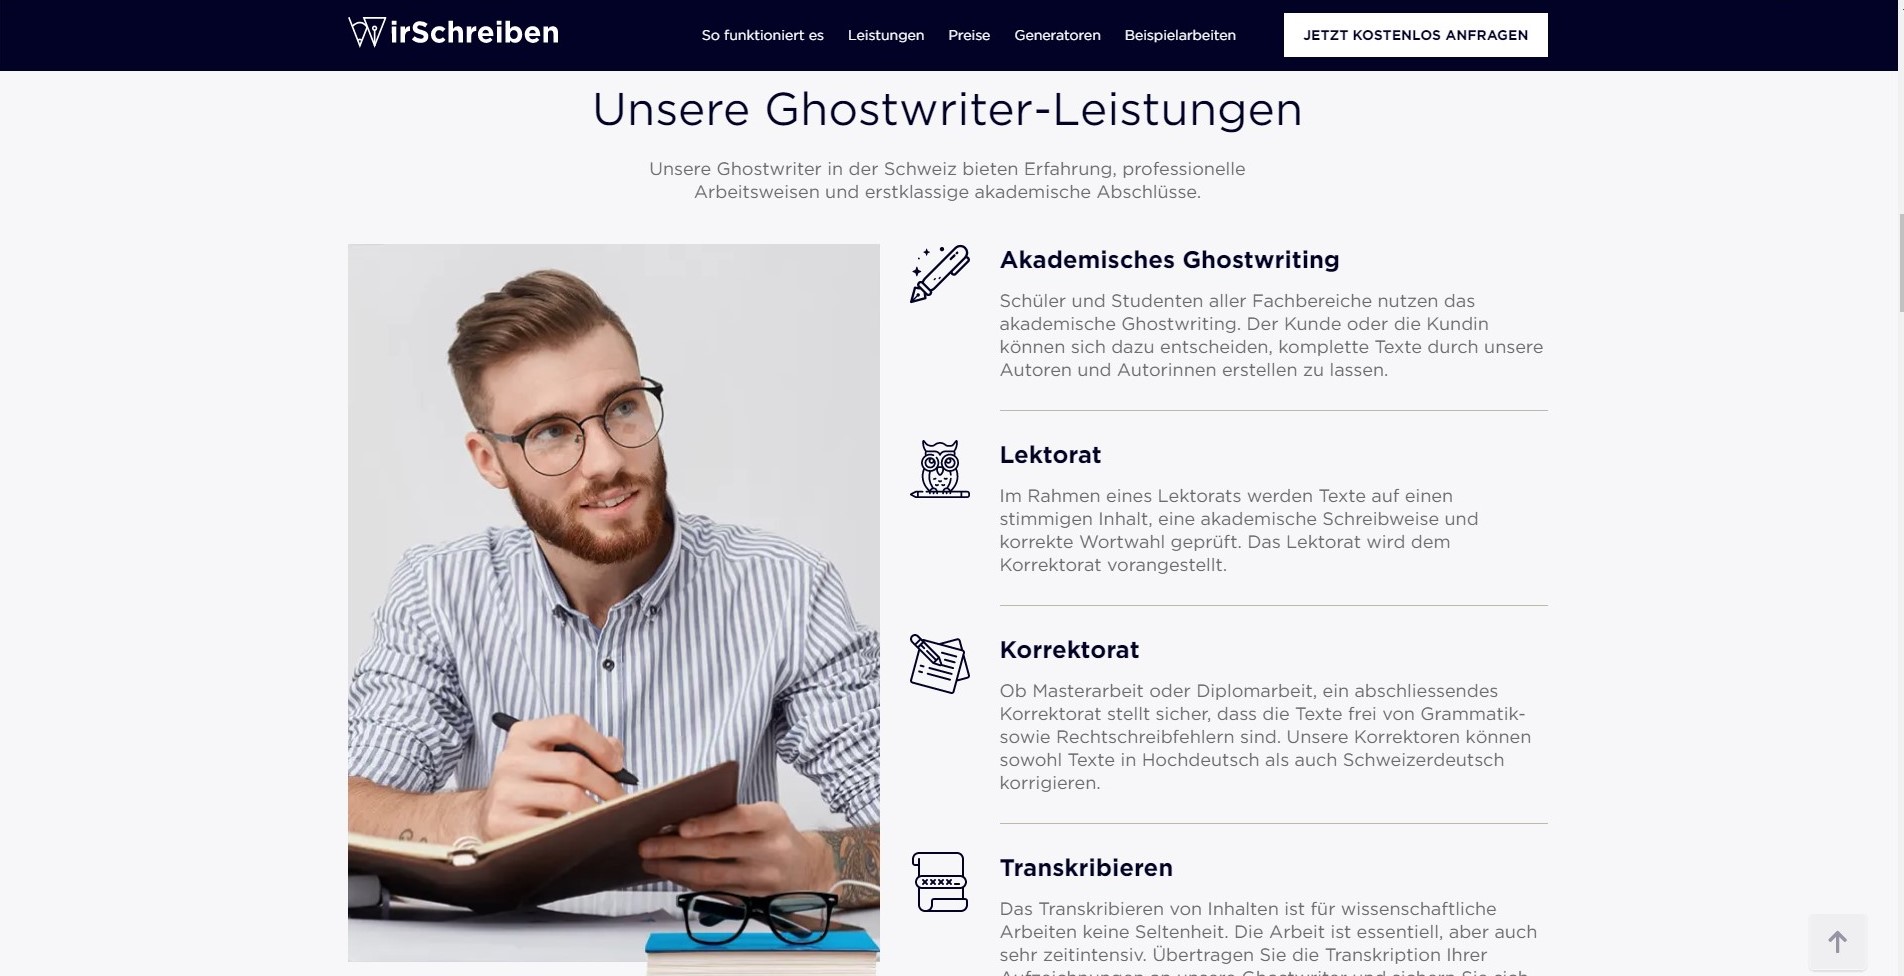 WirSchreiben
So funktioniert es
Leistungen
Preise
Generatoren
Beispielarbeiten
JETZT KOSTENLOS ANFRAGEN
Unsere Ghostwriter-Leistungen
Unsere Ghostwriter in der Schweiz bieten Erfahrung, professionelle
Arbeitsweisen und erstklassige akademische Abschlüsse.
Akademisches Ghostwriting
Schüler und Studenten aller Fachbereiche nutzen das
akademische Ghostwriting. Der Kunde oder die Kundin
können sich dazu entscheiden, komplette Texte durch unsere
Autoren und Autorinnen erstellen zu lassen.
Lektorat
Im Rahmen eines Lektorats werden Texte auf einen
stimmigen Inhalt, eine akademische Schreibweise und
korrekte Wortwahl geprüft. Das Lektorat wird dem
Korrektorat vorangestellt.
Korrektorat
Ob Masterarbeit oder Diplomarbeit, ein abschliessendes
Korrektorat stellt sicher, dass die Texte frei von Grammatik-
sowie Rechtschreibfehlern sind. Unsere Korrektoren können
sowohl Texte in Hochdeutsch als auch Schweizerdeutsch
korrigieren.
Transkribieren
Das Transkribieren von Inhalten ist für wissenschaftliche
Arbeiten keine Seltenheit. Die Arbeit ist essentiell, aber auch
sehr zeitintensiv. Übertragen Sie die Transkription Ihrer